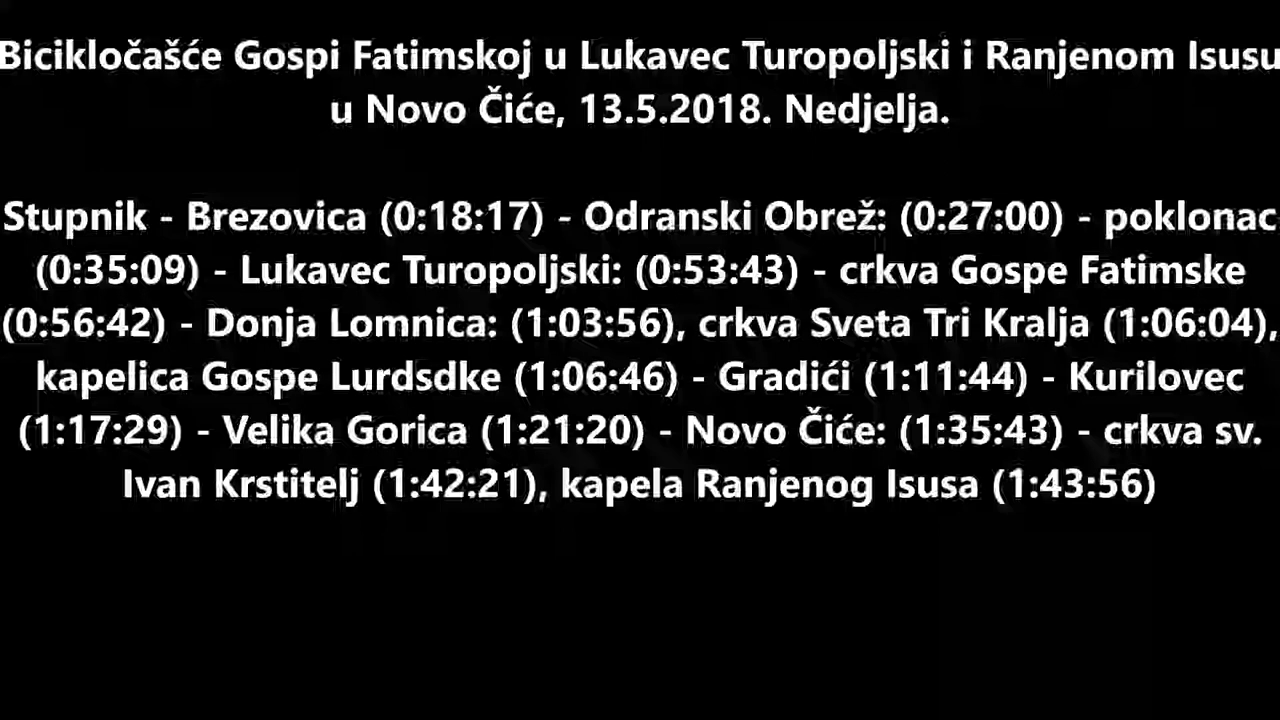 Bicikločašće Gospi Fatimskoj u Lukavec Turopoljski i Ranjenom Isusu
u Novo Čiće, 13.5.2018. Nedjelja.
Stupnik - Brezovica (0:18:17) - Odranski Obrež: (0:27:00) - poklonac
(0:35:09) - Lukavec Turopoljski: (0:53:43) - crkva Gospe Fatimske
(0:56:42) - Donja Lomnica: (1:03:56), crkva Sveta Tri Kralja (1:06:04),
kapelica Gospe Lurdsdke (1:06:46) - Gradići (1:11:44) - Kurilovec
(1:17:29) - Velika Gorica (1:21:20) - Novo Čiće: (1:35:43) - crkva sv.
Ivan Krstitelj (1:42:21), kapela Ranjenog Isusa (1:43:56)